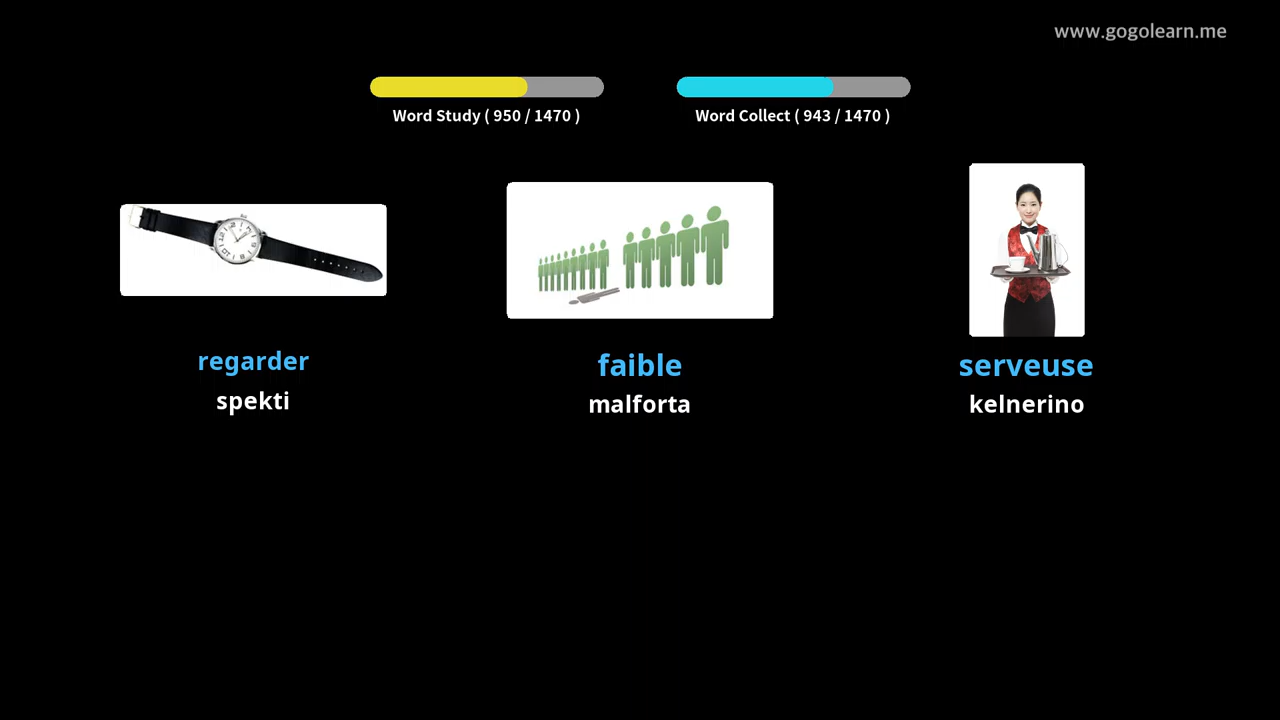 www.gogolearn.me
Word Study ( 950 / 1470 )
Word Collect ( 943 / 1470 )
regarder
spekti
faible
malforta
serveuse
kelnerino